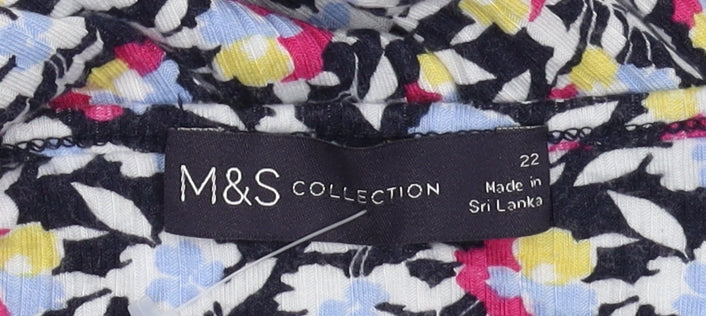 M&S COLLECTION
22
Made in
Sri Lanka